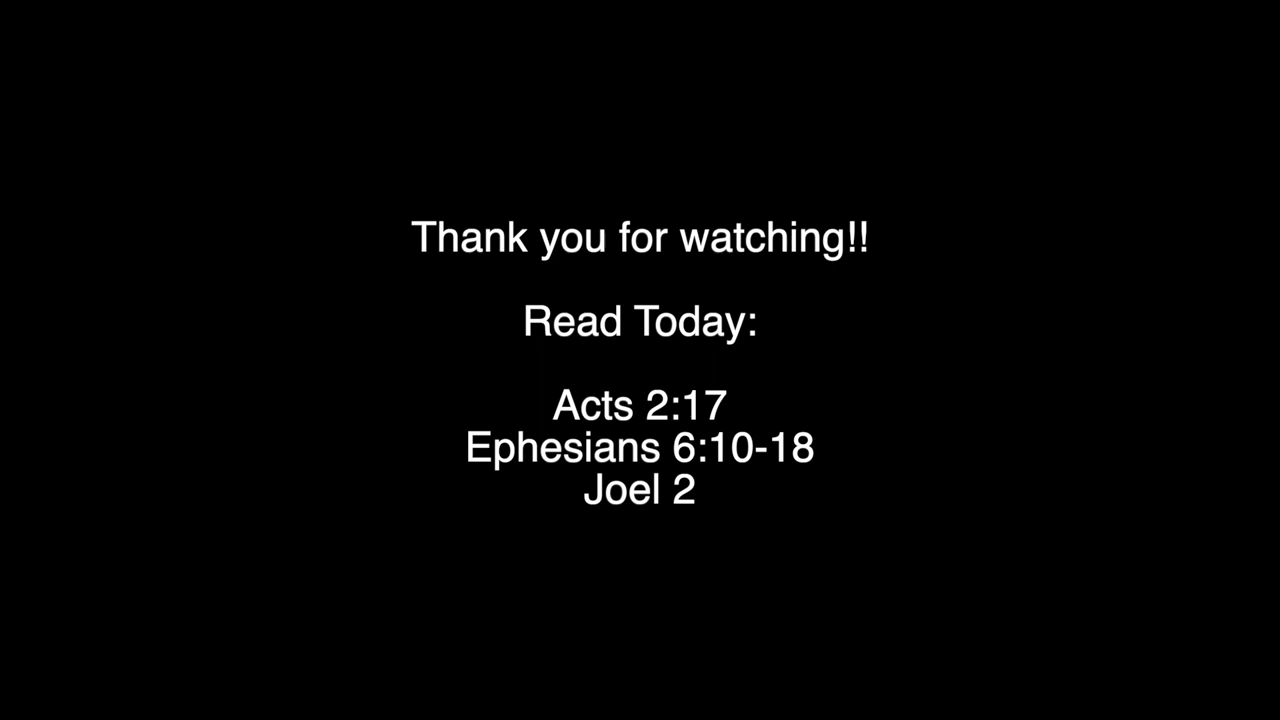 Thank you for watching!!
Read Today:
Acts 2:17
Ephesians 6:10-18
Joel 2